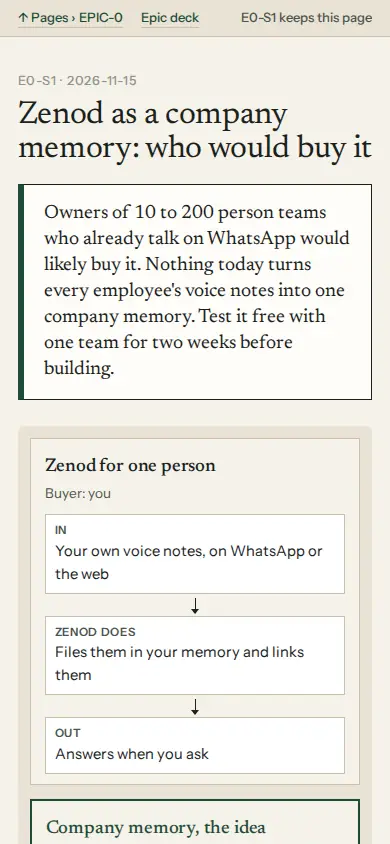 ↑ Pages › EPIC-0 Epic deck E0-S1 keeps this page
E0-S1 · 2026-11-15
Zenod as a company
memory: who would buy it
Owners of 10 to 200 person teams
who already talk on WhatsApp would
likely buy it. Nothing today turns
every employee's voice notes into one
company memory. Test it free with
one team for two weeks before
building.
Zenod for one person
Buyer: you
IN
Your own voice notes, on WhatsApp or
the web
ZENOD DOES
Files them in your memory and links
them
OUT
Answers when you ask
Company memory, the idea